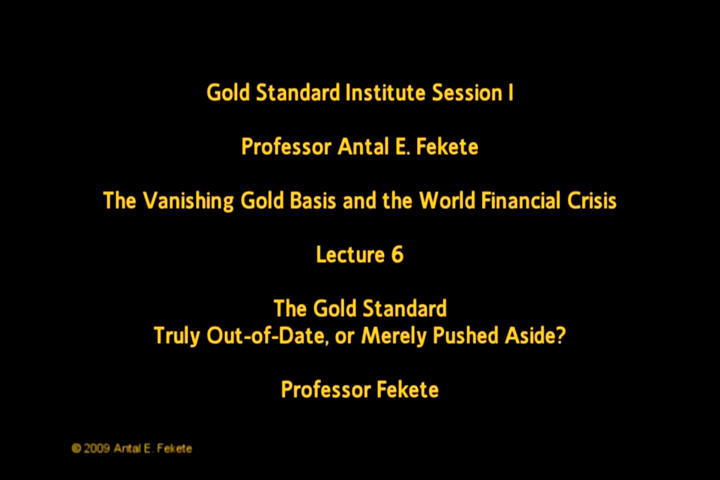 Gold Standard Institute Session I
Professor Antal E. Fekete
The Vanishing Gold Basis and the World Financial Crisis
Lecture 6
The Gold Standard
Truly Out-of-Date, or Merely Pushed Aside?
Professor Fekete
© 2009 Antal E. Fekete